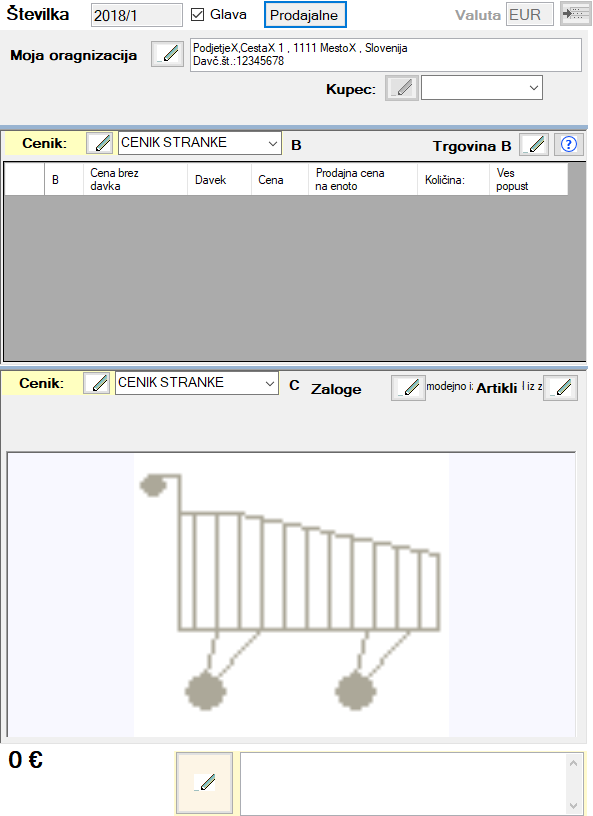 Številka 2018/1 Glava Prodajalne Valuta EUR
Moja oragnizacija
PodjetjeX,CestaX 1 , 1111 MestoX , Slovenija
Davč.št.:12345678
Kupec:
Cenik: CENIK STRANKE B Trgovina B ?
B
Cena brez
davka
Davek
Cena
Prodajna cena
na enoto
Količina:
Ves
popust
Cenik: CENIK STRANKE C Zaloge modejno i: Artikli l iz z
0 €